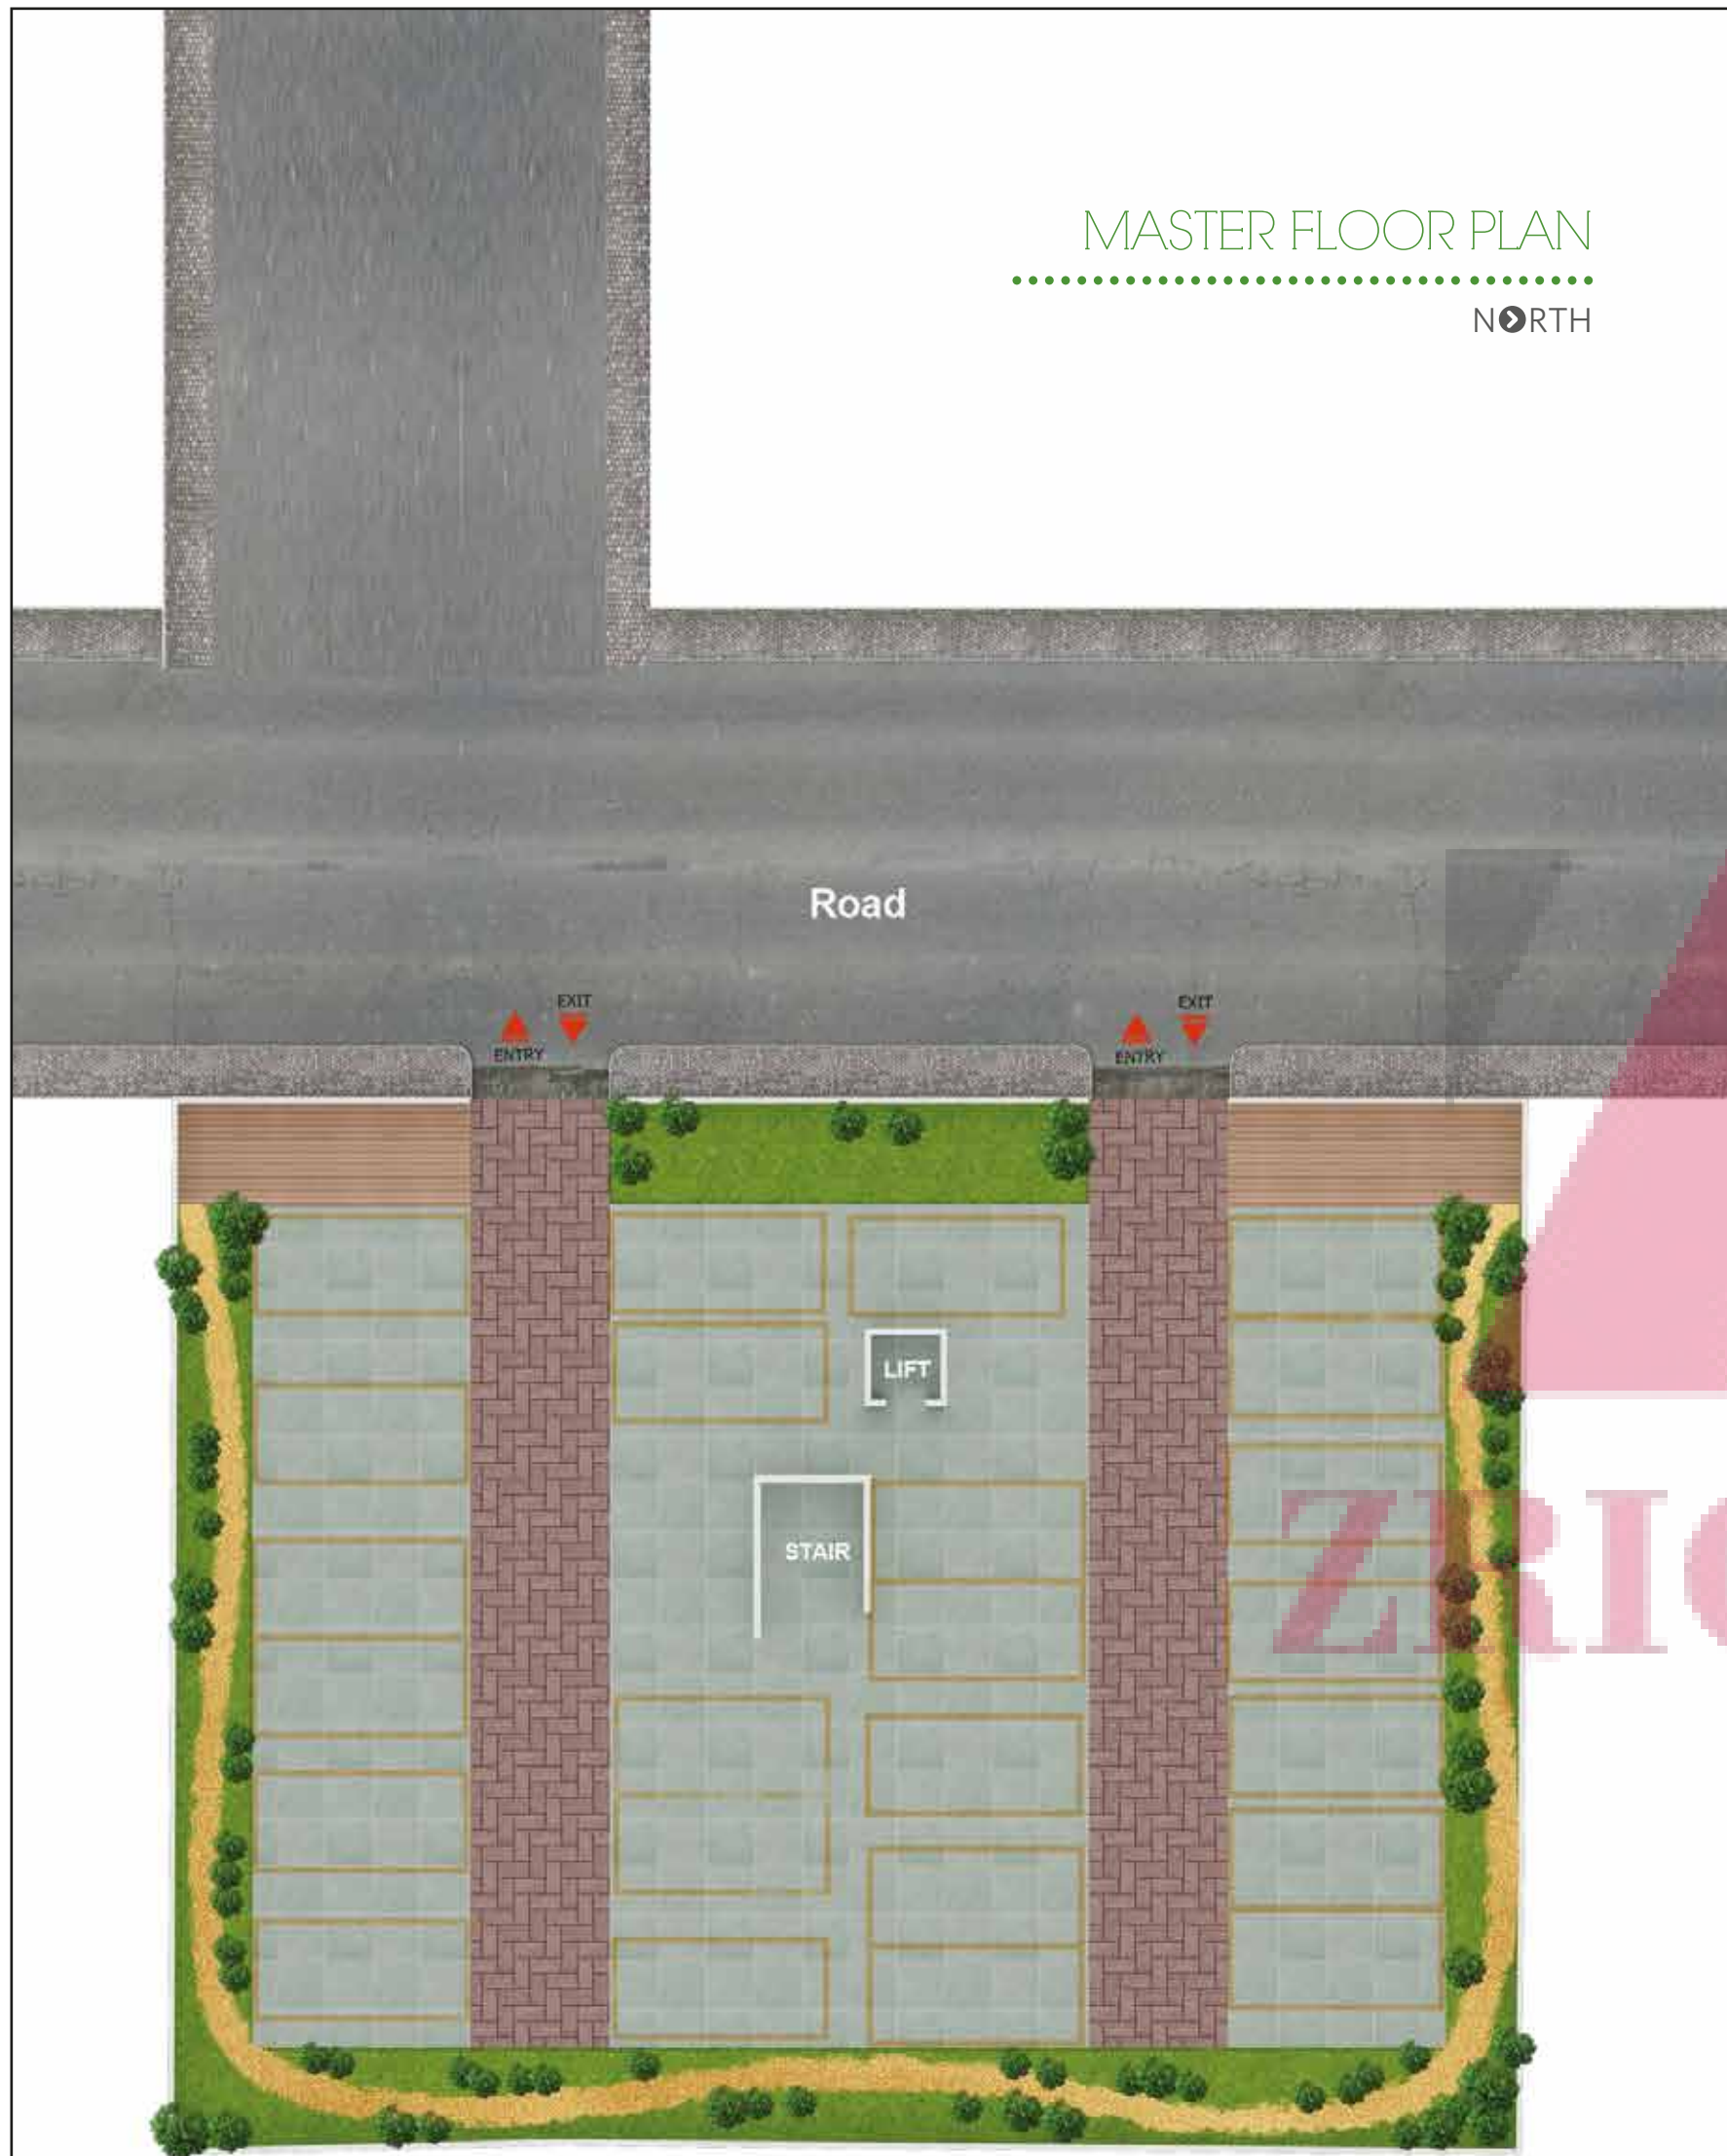 MASTER FLOOR PLAN
NORTH
Road
EXIT
EXIT
ENTRY
ENTRY
LIFT
STAIR